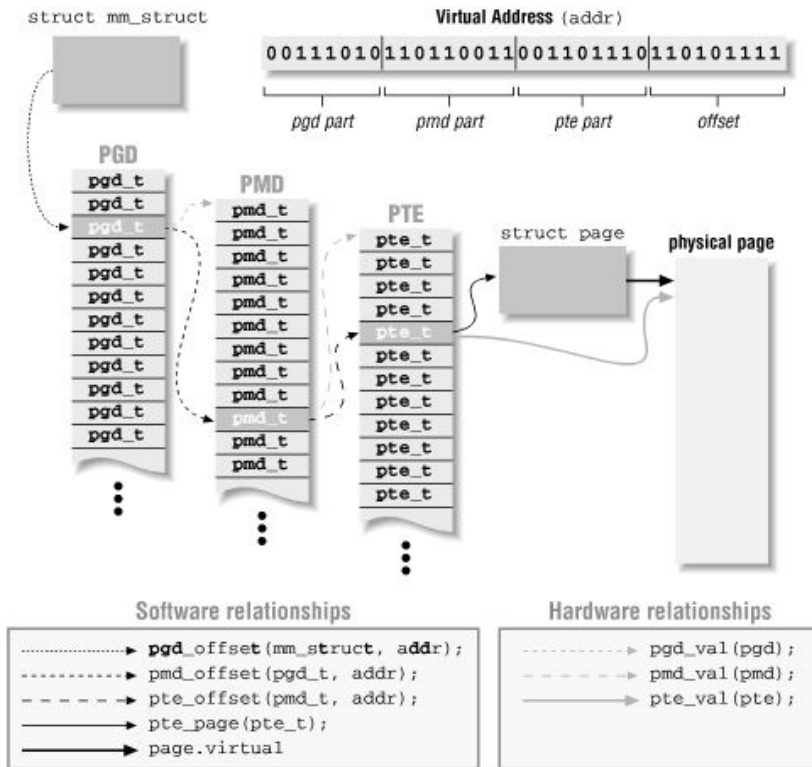 struct mm_struct
Virtual Address (addr)
00111010 110110011 001101110 110101111
pgd part pmd part pte part offset
PGD
pgd_t
pgd_t
pgd_t
pgd_t
pgd_t
pgd_t
pgd_t
pgd_t
pgd_t
pgd_t
pgd_t
pgd_t
PMD
pmd_t
pmd_t
pmd_t
pmd_t
pmd_t
pmd_t
pmd_t
pmd_t
pmd_t
pmd_t
pmd_t
pmd_t
PTE
pte_t
pte_t
pte_t
pte_t
pte_t
pte_t
pte_t
pte_t
pte_t
pte_t
pte_t
pte_t
struct page
physical page
Software relationships
pgd_offset(mm_struct, addr);
pmd_offset(pgd_t, addr);
pte_offset(pmd_t, addr);
pte_page(pte_t);
page.virtual
Hardware relationships
pgd_val(pgd);
pmd_val(pmd);
pte_val(pte);